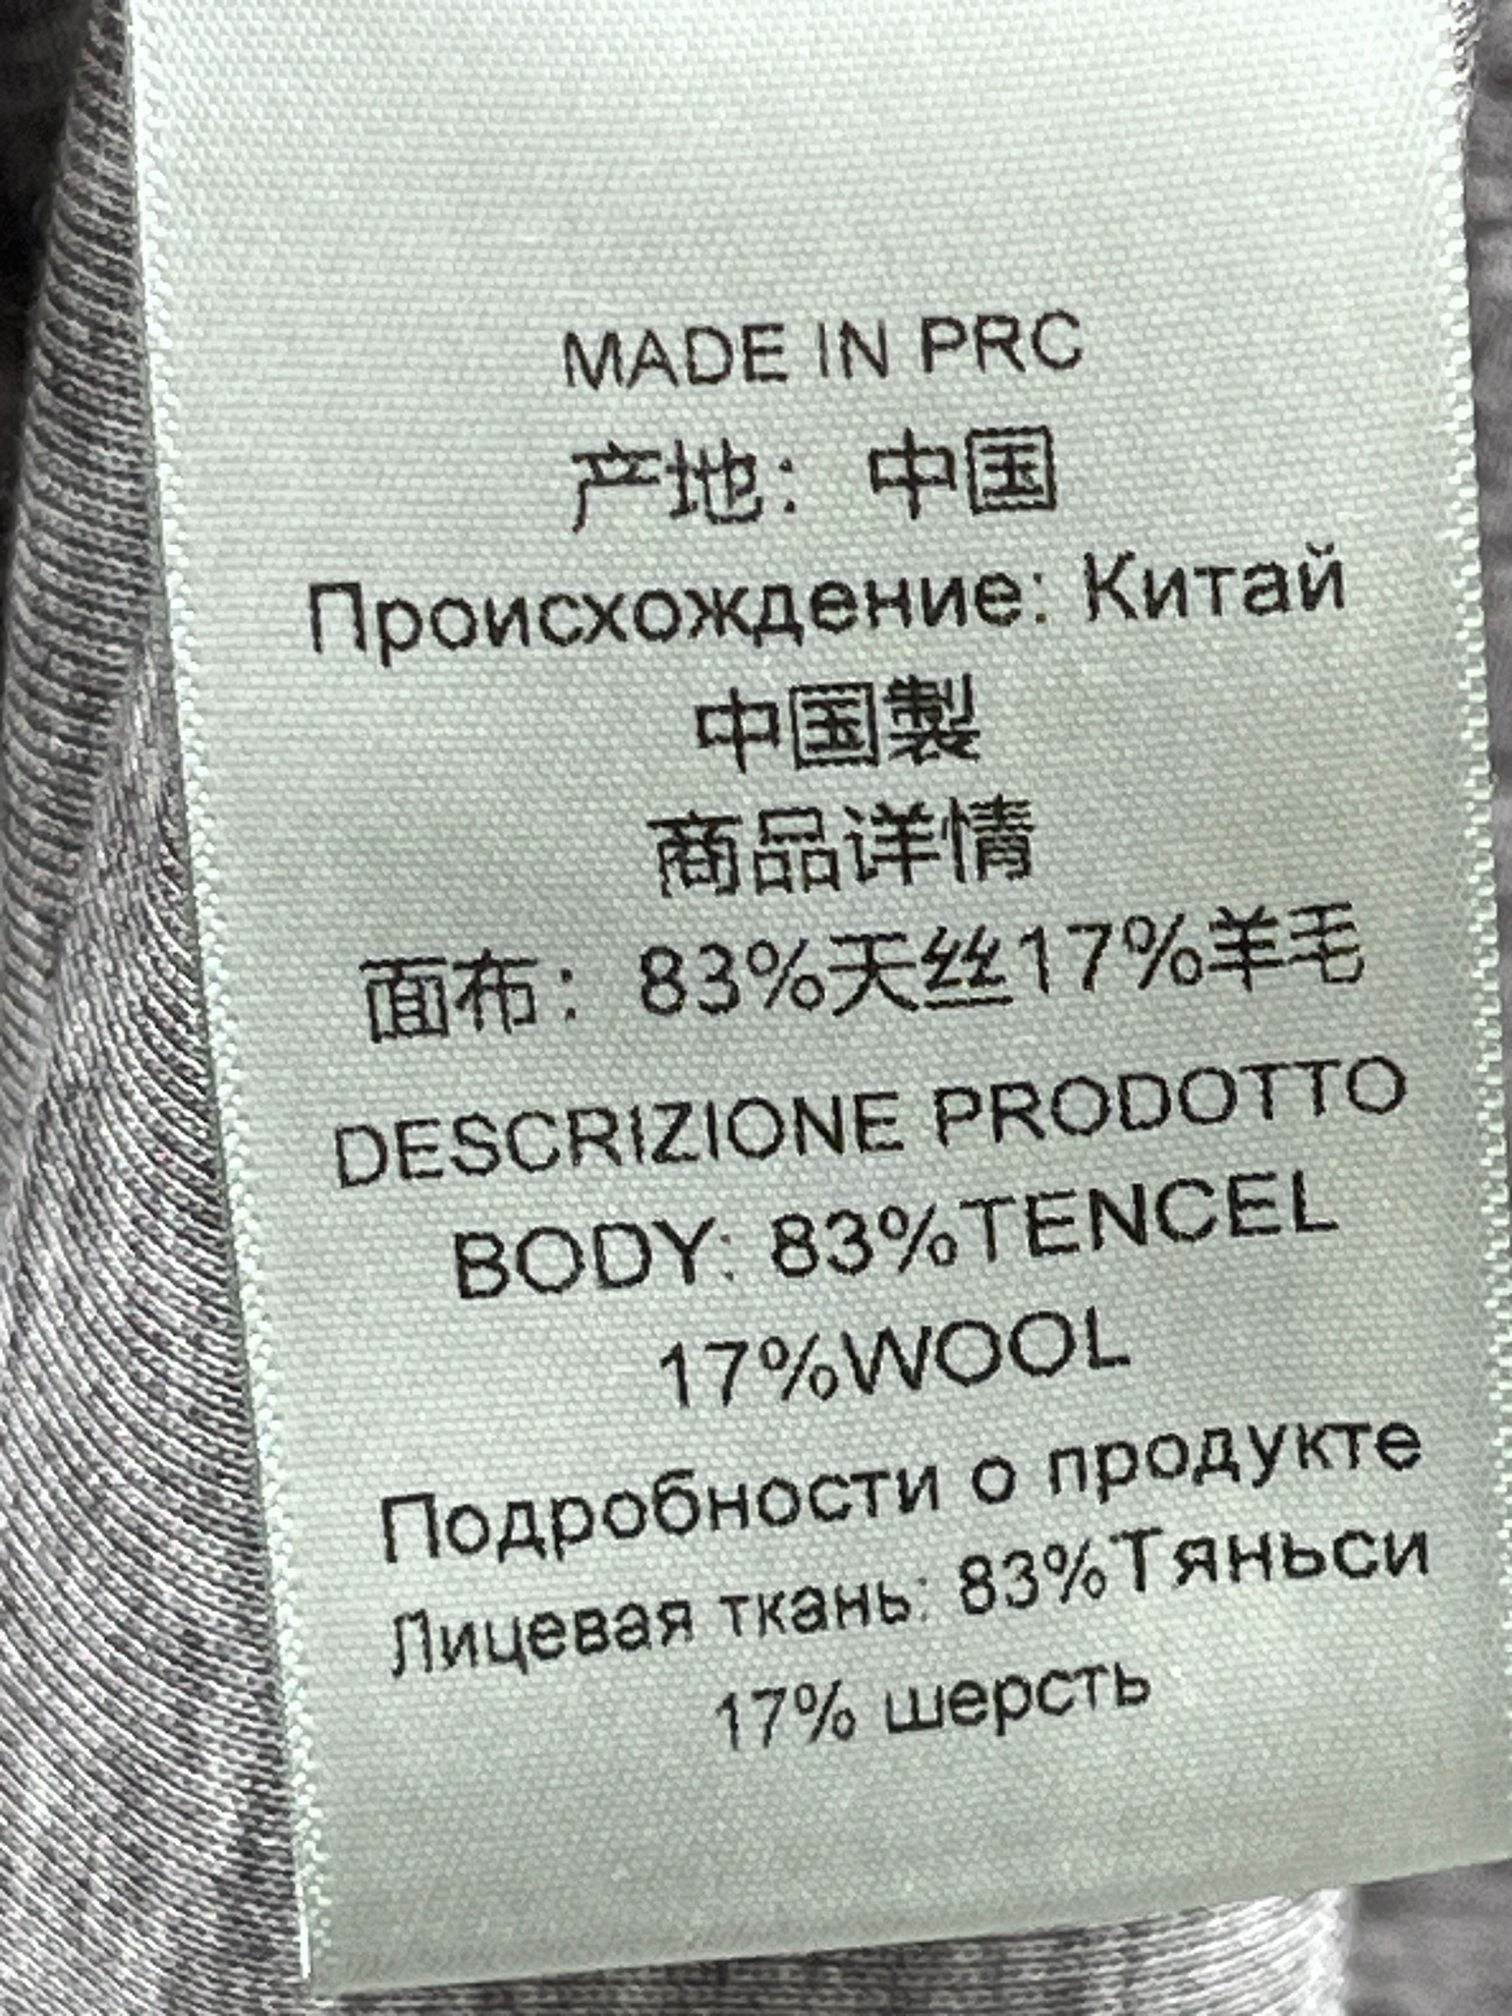 MADE IN PRC
产地：中国
Происхождение: Китай
中国製
商品详情
面布：83%天丝17%羊毛
DESCRIZIONE PRODOTTO
BODY: 83%TENCEL
17%WOOL
Подробности о продукте
Лицевая ткань: 83%Тяньси
17% шерсть